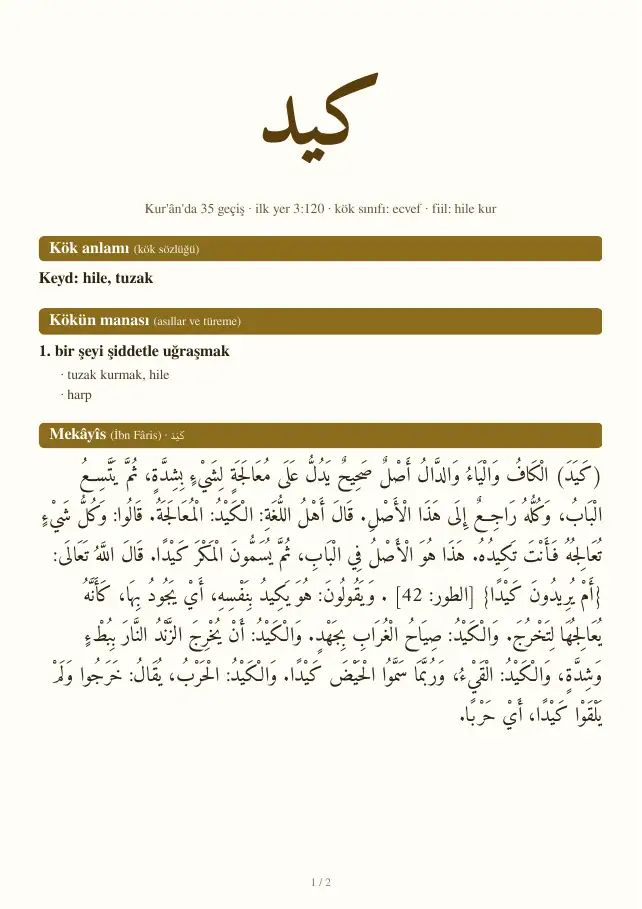 كيد
Kur'ân'da 35 geçiş · ilk yer 3:120 · kök sınıfı: ecvef · fiil: hile kur
Kök anlamı (kök sözlüğü)
Keyd: hile, tuzak
Kökün manası (asıllar ve türeme)
1. bir şeyi şiddetle uğraşmak
· tuzak kurmak, hile
· harp
Mekâyîs (İbn Fâris) · كَيَدَ
(كَيَدَ) الْكَافُ وَالْيَاءُ وَالدَّالُ أَصْلٌ صَحِيحٌ يَدُلُّ عَلَى مُعَالَجَةٍ لِشَيْءٍ بِشِدَّةٍ، ثُمَّ يَتَّسِعُ
الْبَابُ، وَكُلُّهُ رَاجِعٌ إِلَى هَذَا الْأَصْلِ. قَالَ أَهْلُ اللُّغَةِ: الْكَيْدُ: الْمُعَالَجَةُ. قَالُوا: وَكُلُّ شَيْءٍ
تُعَالِجُهُ فَأَنْتَ تَكِيدُهُ. هَذَا هُوَ الْأَصْلُ فِي الْبَابِ، ثُمَّ يُسَمُّونَ الْمَكْرَ كَيْدًا. قَالَ اللَّهُ تَعَالَى:
{أَمْ يُرِيدُونَ كَيْدًا} [الطور: 42] . وَيَقُولُونَ: هُوَ يَكِيدُ بِنَفْسِهِ، أَيْ يَجُودُ بِهَا، كَأَنَّهُ
يُعَالِجُهَا لِتَخْرُجَ. وَالْكَيْدُ: صِيَاحُ الْغُرَابِ بِجَهْدٍ. وَالْكَيْدُ: أَنْ يُخْرِجَ الزَّنْدُ النَّارَ بِبُطْءٍ
وَشِدَّةٍ، وَالْكَيْدُ: الْقَيْءُ، وَرُبَّمَا سَمَّوُا الْحَيْضَ كَيْدًا. وَالْكَيْدُ: الْحَرْبُ، يُقَالُ: خَرَجُوا وَلَمْ
يَلْقَوْا كَيْدًا، أَيْ حَرْبًا.
1 / 2